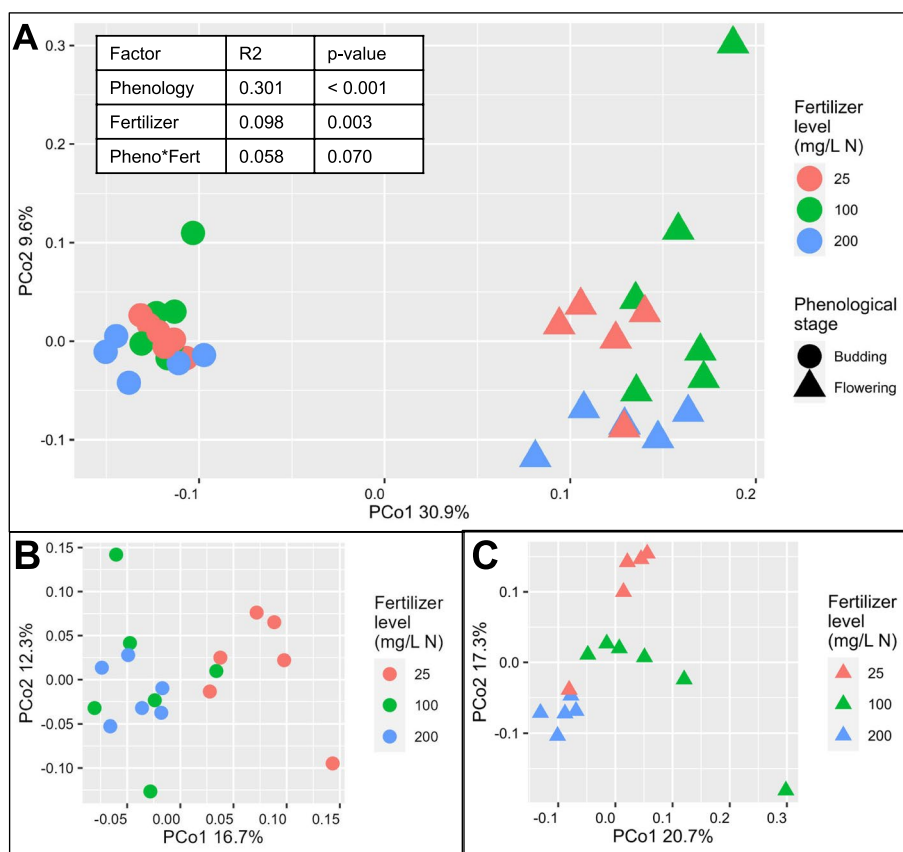 A
Factor R2 p-value
Phenology 0.301 < 0.001
Fertilizer 0.098 0.003
Pheno*Fert 0.058 0.070
0.3
0.2
0.1
0.0
-0.1
PCo2 9.6%
-0.1 0.0 0.1 0.2
PCo1 30.9%
Fertilizer
level
(mg/L N)
25
100
200
Phenological
stage
Budding
Flowering
B
0.15
0.10
0.05
0.00
-0.05
-0.10
PCo2 12.3%
-0.05 0.00 0.05 0.10 0.15
PCo1 16.7%
Fertilizer
level
(mg/L N)
25
100
200
C
0.1
0.0
-0.1
PCo2 17.3%
-0.1 0.0 0.1 0.2 0.3
PCo1 20.7%
Fertilizer
level
(mg/L N)
25
100
200